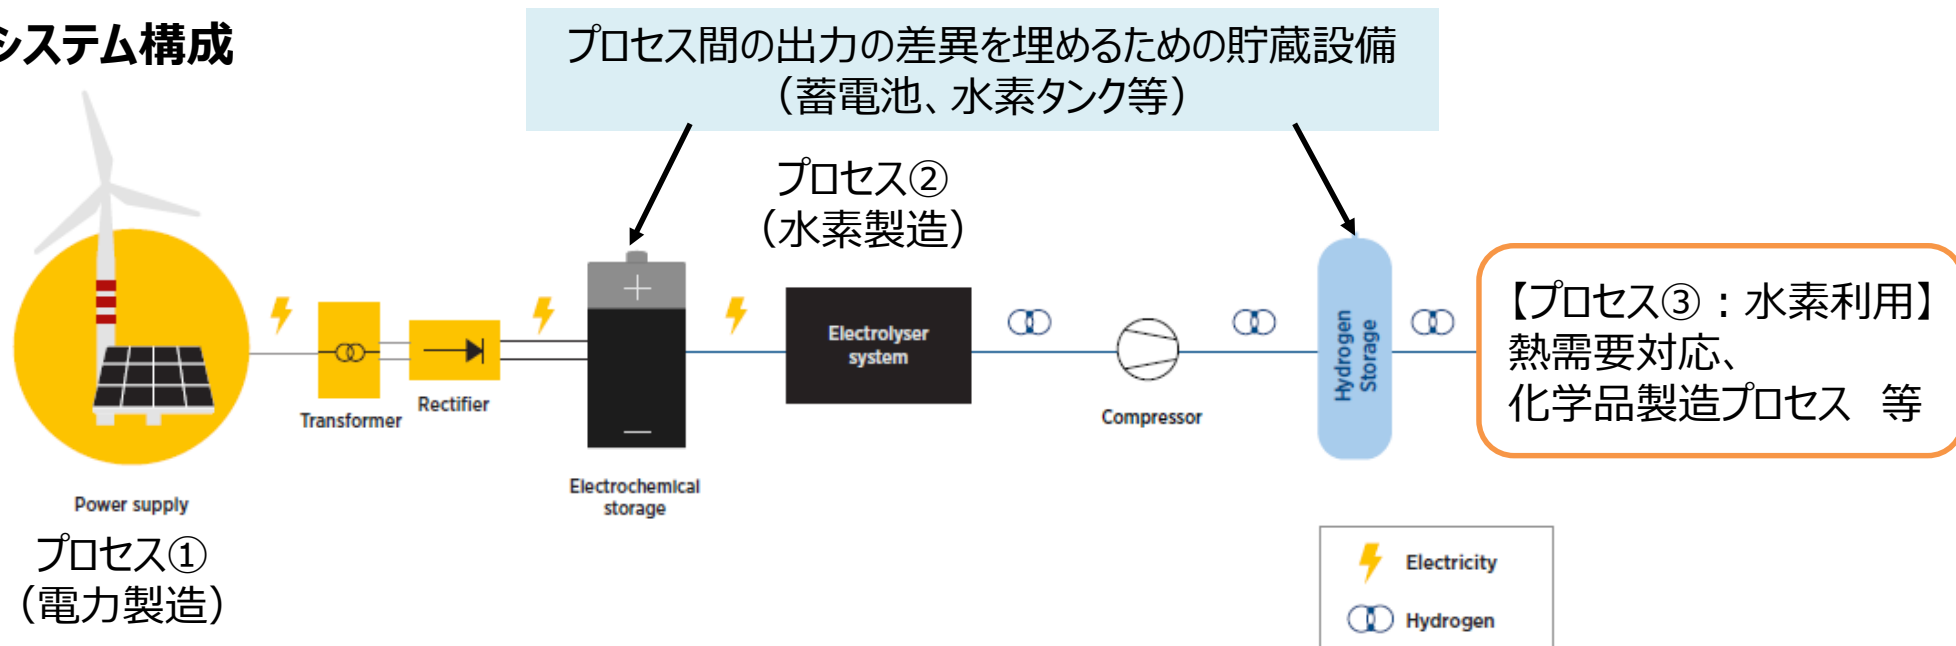 システム構成
プロセス間の出力の差異を埋めるための貯蔵設備
（蓄電池、水素タンク等）
プロセス②
（水素製造）
Transformer
Rectifier
+
−
Electrolyser
system
Compressor
Hydrogen
Storage
【プロセス③：水素利用】
熱需要対応、
化学品製造プロセス 等
Electrochemical
storage
Power supply
プロセス①
（電力製造）
Electricity
Hydrogen